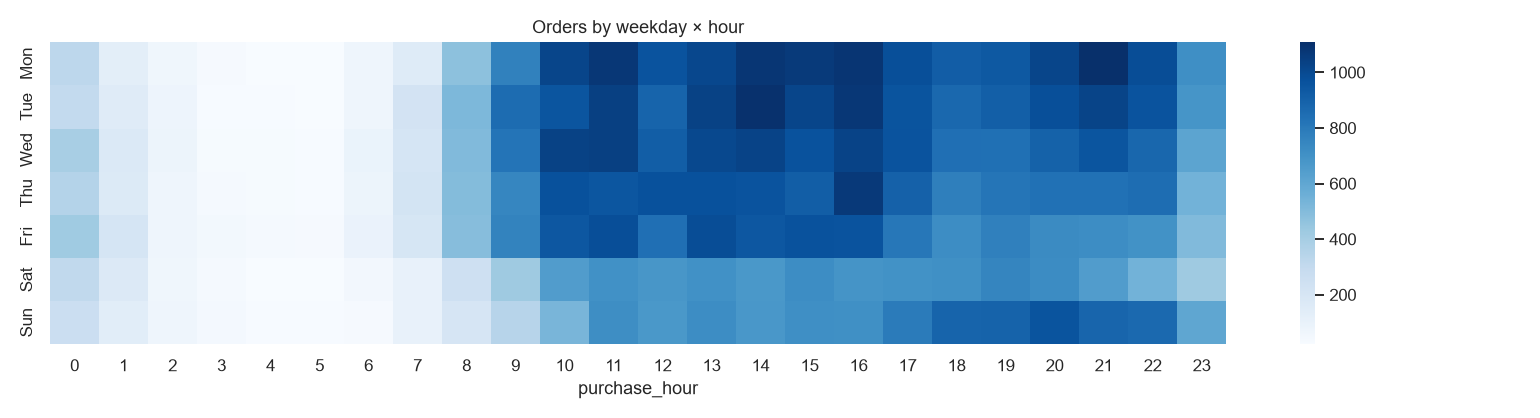 Orders by weekday × hour
Mon
Tue
Wed
Thu
Fri
Sat
Sun
0 1 2 3 4 5 6 7 8 9 10 11 12 13 14 15 16 17 18 19 20 21 22 23
purchase_hour
1000
800
600
400
200